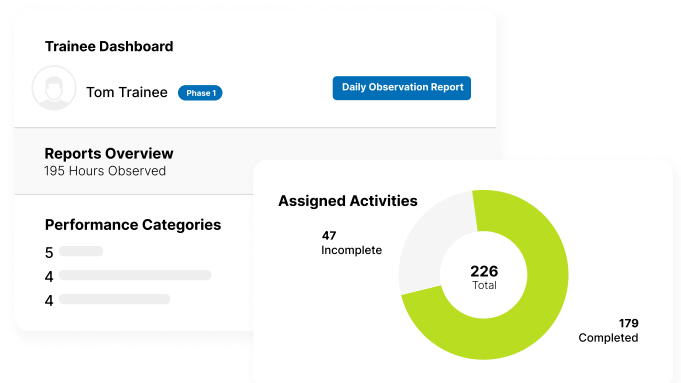 Trainee Dashboard
Tom Trainee Phase 1
Daily Observation Report
Reports Overview
195 Hours Observed
Performance Categories
5
4
4
Assigned Activities
47
Incomplete
226
Total
179
Completed